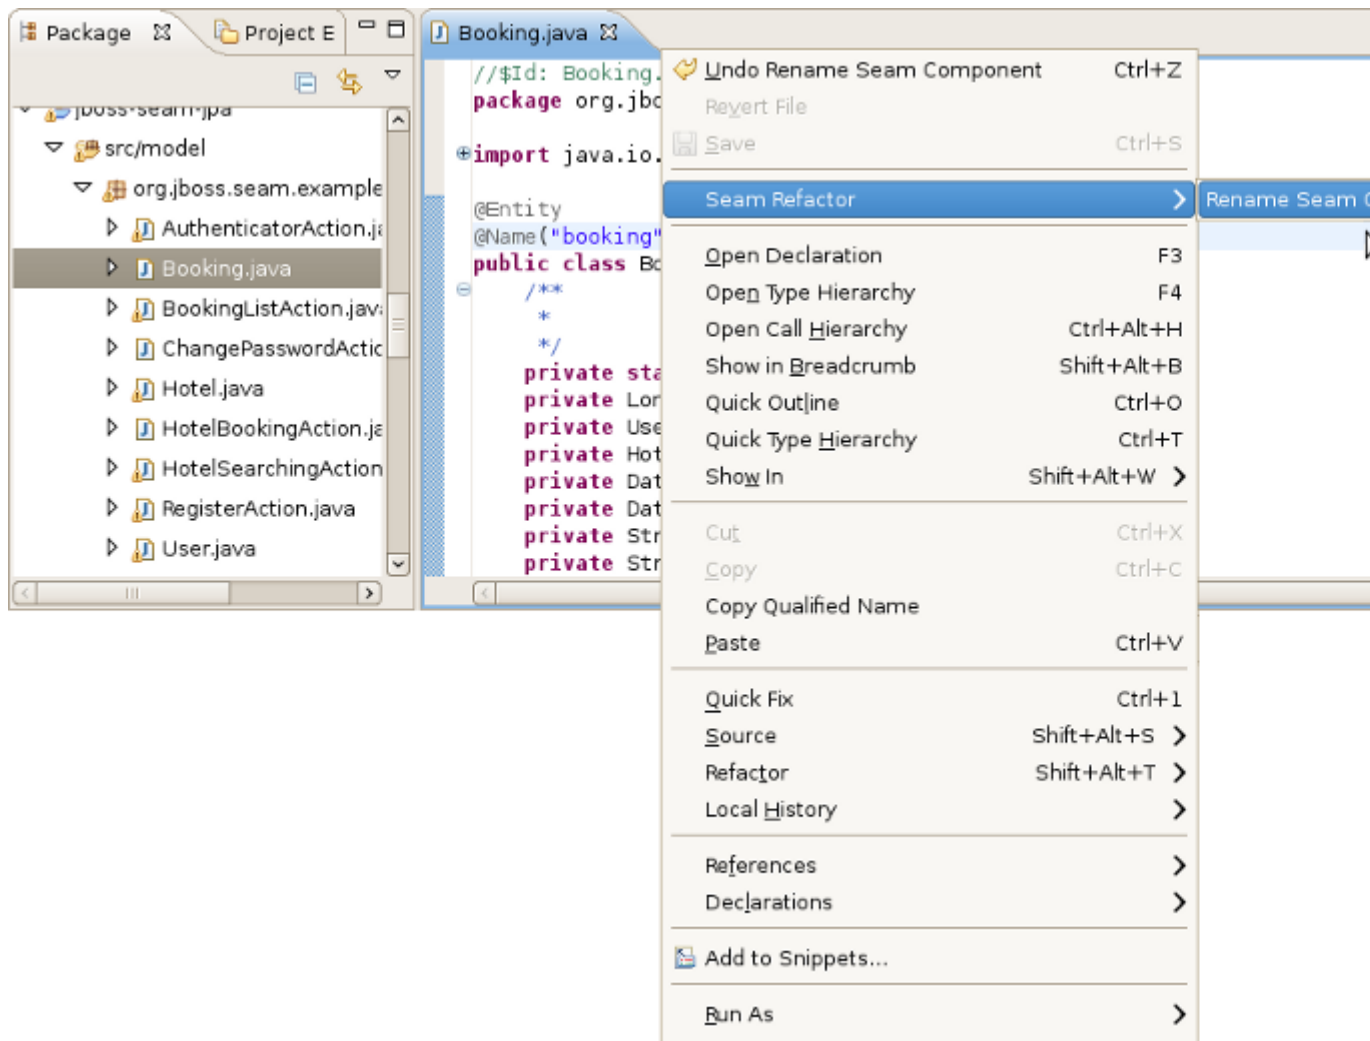 Package
Project E
jboss-seam-jpa
src/model
org.jboss.seam.example
AuthenticatorAction.ja
Booking.java
BookingListAction.java
ChangePasswordActic
Hotel.java
HotelBookingAction.ja
HotelSearchingAction
RegisterAction.java
User.java
Booking.java
//$Id: Booking.
package org.jbo
import java.io.
@Entity
@Name("booking"
public class Bo
/**
*
*/
private sta
private Lon
private Use
private Hot
private Dat
private Dat
private Str
private Str
Undo Rename Seam Component Ctrl+Z
Revert File
Save Ctrl+S
Seam Refactor
Rename Seam C
Open Declaration F3
Open Type Hierarchy F4
Open Call Hierarchy Ctrl+Alt+H
Show in Breadcrumb Shift+Alt+B
Quick Outline Ctrl+O
Quick Type Hierarchy Ctrl+T
Show In Shift+Alt+W
Cut Ctrl+X
Copy Ctrl+C
Copy Qualified Name
Paste Ctrl+V
Quick Fix Ctrl+1
Source Shift+Alt+S
Refactor Shift+Alt+T
Local History
References
Declarations
Add to Snippets...
Run As